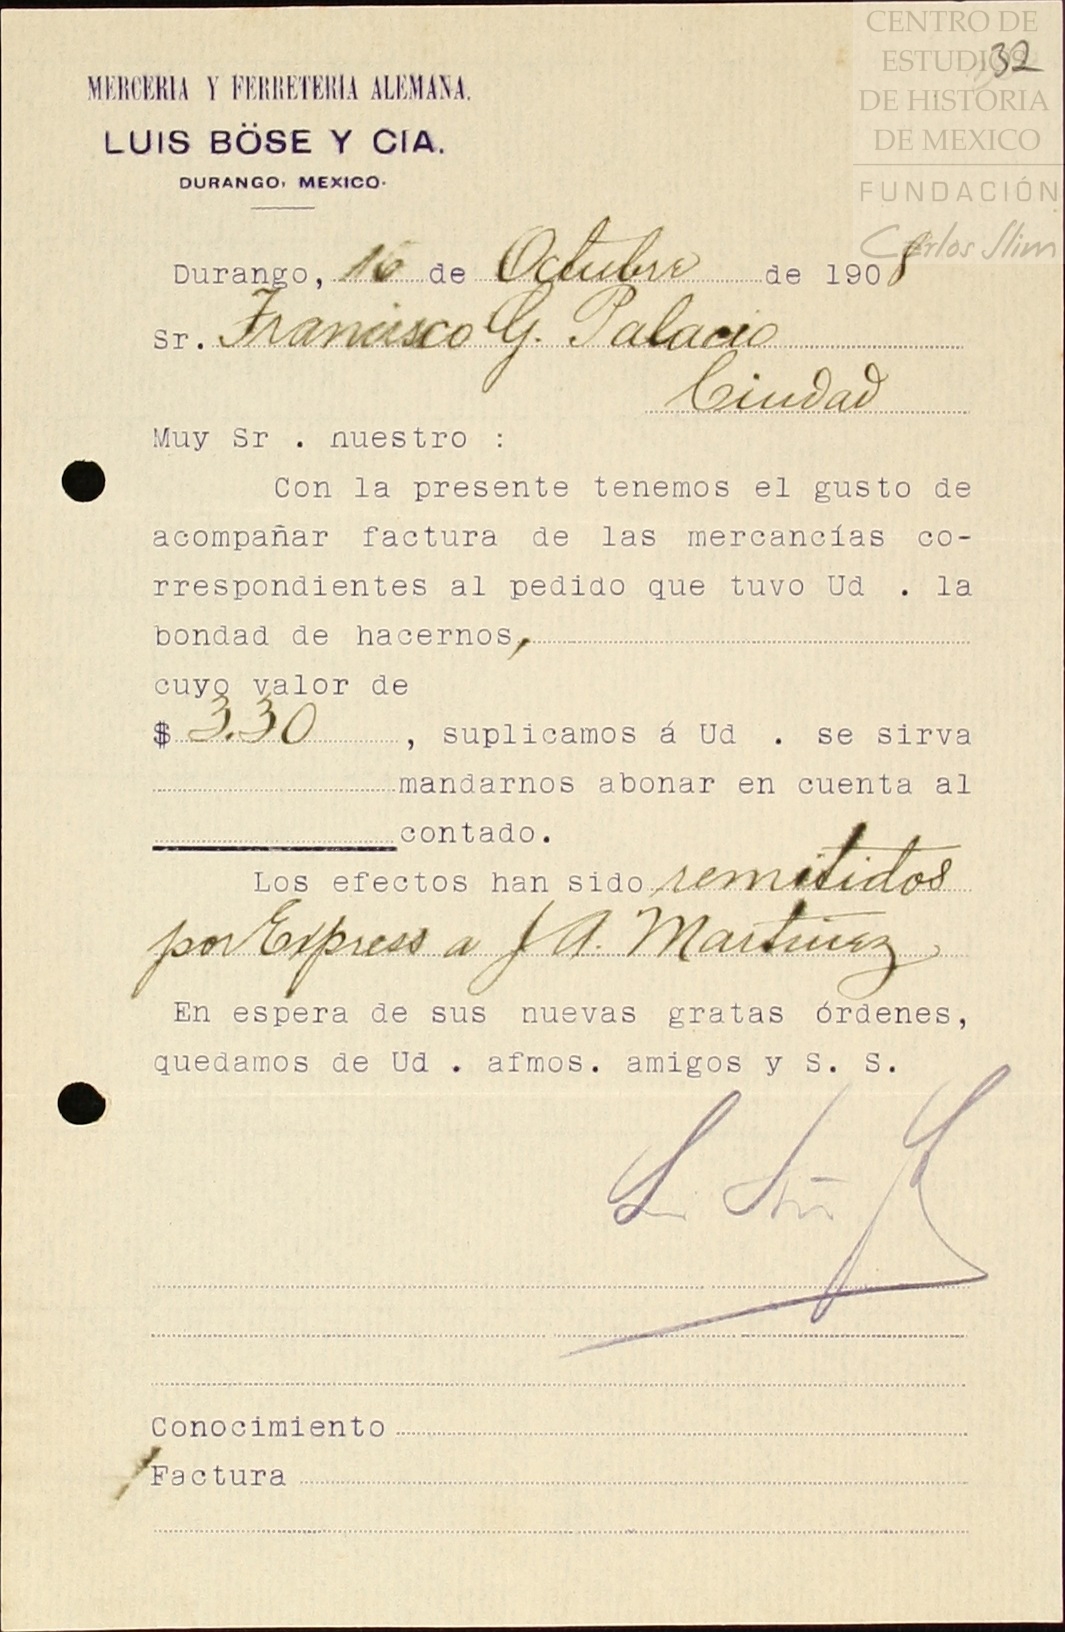 CENTRO DE
ESTUDIOS
DE HISTORIA
DE MEXICO
FUNDACIÓN
Carlos Slim
32
MERCERIA Y FERRETERIA ALEMANA.
LUIS BÖSE Y CIA.
DURANGO, MEXICO.
Durango, 16 de Octubre de 1908
Sr. Francisco G. Palacio
Ciudad
Muy Sr . nuestro :
Con la presente tenemos el gusto de
acompañar factura de las mercancías co-
rrespondientes al pedido que tuvo Ud . la
bondad de hacernos,
cuyo valor de
$ 3.30 , suplicamos á Ud . se sirva
mandarnos abonar en cuenta al
contado.
Los efectos han sido remitidos
por Express a J A. Martinez
En espera de sus nuevas gratas órdenes,
quedamos de Ud . afmos. amigos y S. S.
Conocimiento
1 Factura